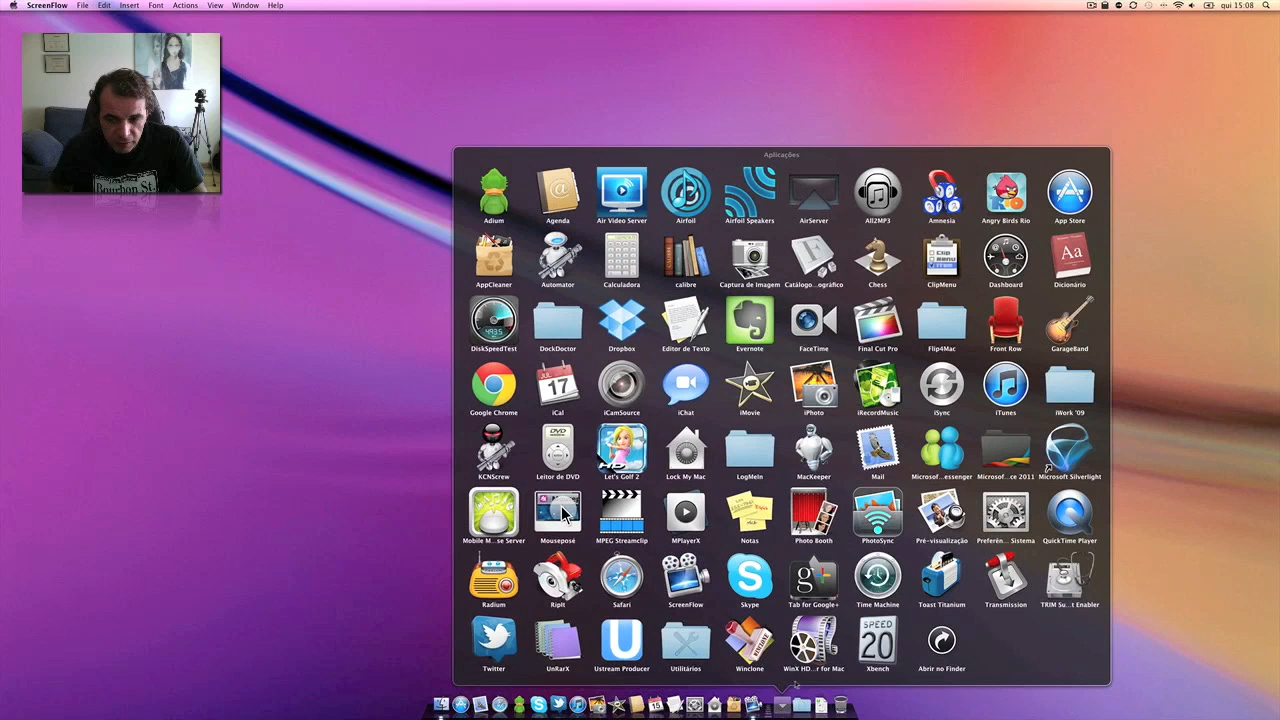 ScreenFlow File Edit Insert Font Actions View Window Help
qui 15:08
Bourbon St
Aplicações
Adium Agenda Air Video Server Airfoil Airfoil Speakers AirServer All2MP3 Amnesia Angry Birds Rio App Store
AppCleaner Automator Calculadora calibre Captura de Imagem Catálogo...ográfico Chess ClipMenu Dashboard Dicionário
DiskSpeedTest DockDoctor Dropbox Editor de Texto Evernote FaceTime Final Cut Pro Flip4Mac Front Row GarageBand
Google Chrome iCal iCamSource iChat iMovie iPhoto iRecordMusic iSync iTunes iWork '09
KCNScrew Leitor de DVD Let's Golf 2 Lock My Mac LogMeIn MacKeeper Mail Microsof...essenger Microsof...ce 2011 Microsoft Silverlight
Mobile M...se Server Mouseposé MPEG Streamclip MPlayerX Notas Photo Booth PhotoSync Pré-visualização Preferên... Sistema QuickTime Player
Radium RipIt Safari ScreenFlow Skype Tab for Google+ Time Machine Toast Titanium Transmission TRIM Su...t Enabler
Twitter UnRarX Ustream Producer Utilitários Winclone WinX HD...r for Mac Xbench Abrir no Finder